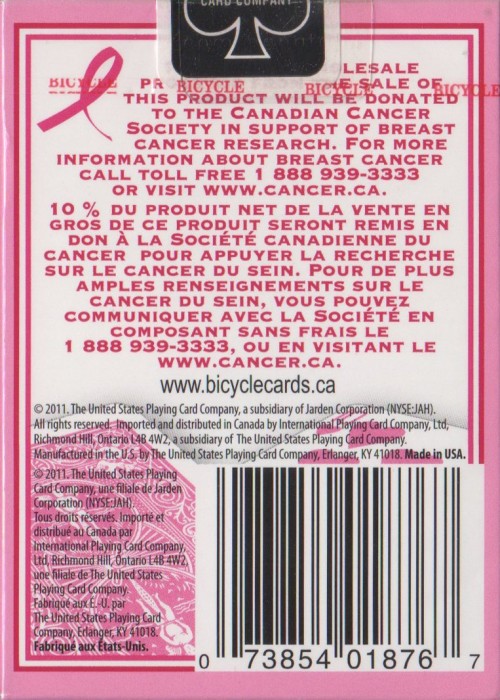 CARD COMPANY
BICYCLE BICYCLE BICYCLE BICYCLE
LESALE
PR E SALE OF
THIS PRODUCT WILL BE DONATED
TO THE CANADIAN CANCER
SOCIETY IN SUPPORT OF BREAST
CANCER RESEARCH. FOR MORE
INFORMATION ABOUT BREAST CANCER
CALL TOLL FREE 1 888 939-3333
OR VISIT WWW.CANCER.CA.
10 % DU PRODUIT NET DE LA VENTE EN
GROS DE CE PRODUIT SERONT REMIS EN
DON À LA SOCIÉTÉ CANADIENNE DU
CANCER POUR APPUYER LA RECHERCHE
SUR LE CANCER DU SEIN. POUR DE PLUS
AMPLES RENSEIGNEMENTS SUR LE
CANCER DU SEIN, VOUS POUVEZ
COMMUNIQUER AVEC LA SOCIÉTÉ EN
COMPOSANT SANS FRAIS LE
1 888 939-3333, OU EN VISITANT LE
WWW.CANCER.CA.
www.bicyclecards.ca
© 2011. The United States Playing Card Company, a subsidiary of Jarden Corporation (NYSE:JAH).
All rights reserved. Imported and distributed in Canada by International Playing Card Company, Ltd,
Richmond Hill, Ontario L4B 4W2, a subsidiary of The United States Playing Card Company.
Manufactured in the U.S. by The United States Playing Card Company, Erlanger, KY 41018. Made in USA.
© 2011. The United States Playing
Card Company, une filiale de Jarden
Corporation (NYSE:JAH).
Tous droits réservés. Importé et
distribué au Canada par
International Playing Card Company,
Ltd, Richmond Hill, Ontario L4B 4W2,
une filiale de The United States
Playing Card Company.
Fabriqué aux É.-U. par
The United States Playing Card
Company, Erlanger, KY 41018.
Fabriqué aux États-Unis.
0 73854 01876 7